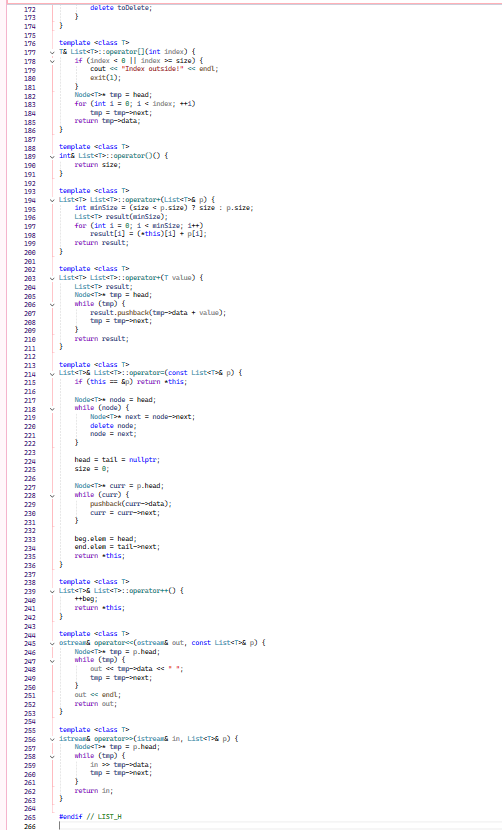 172 delete toDelete;
173 }
174 }
175
176 template <class T>
177 T& List<T>::operator[](int index) {
178 if (index < 0 || index >= size) {
179 cout << "Index outside!" << endl;
180 exit(1);
181 }
182 Node<T>* tmp = head;
183 for (int i = 0; i < index; ++i)
184 tmp = tmp->next;
185 return tmp->data;
186 }
187
188 template <class T>
189 int& List<T>::operator()() {
190 return size;
191 }
192
193 template <class T>
194 List<T> List<T>::operator+(List<T>& p) {
195 int minSize = (size < p.size) ? size : p.size;
196 List<T> result(minSize);
197 for (int i = 0; i < minSize; i++)
198 result[i] = (*this)[i] + p[i];
199 return result;
200 }
201
202 template <class T>
203 List<T> List<T>::operator+(T value) {
204 List<T> result;
205 Node<T>* tmp = head;
206 while (tmp) {
207 result.pushback(tmp->data + value);
208 tmp = tmp->next;
209 }
210 return result;
211 }
212
213 template <class T>
214 List<T>& List<T>::operator=(const List<T>& p) {
215 if (this == &p) return *this;
216
217 Node<T>* node = head;
218 while (node) {
219 Node<T>* next = node->next;
220 delete node;
221 node = next;
222 }
223
224 head = tail = nullptr;
225 size = 0;
226
227 Node<T>* curr = p.head;
228 while (curr) {
229 pushback(curr->data);
230 curr = curr->next;
231 }
232
233 beg.elem = head;
234 end.elem = tail->next;
235 return *this;
236 }
237
238 template <class T>
239 List<T>& List<T>::operator++() {
240 ++beg;
241 return *this;
242 }
243
244 template <class T>
245 ostream& operator<<(ostream& out, const List<T>& p) {
246 Node<T>* tmp = p.head;
247 while (tmp) {
248 out << tmp->data << " ";
249 tmp = tmp->next;
250 }
251 out << endl;
252 return out;
253 }
254
255 template <class T>
256 istream& operator>>(istream& in, List<T>& p) {
257 Node<T>* tmp = p.head;
258 while (tmp) {
259 in >> tmp->data;
260 tmp = tmp->next;
261 }
262 return in;
263 }
264
265 #endif // LIST_H
266